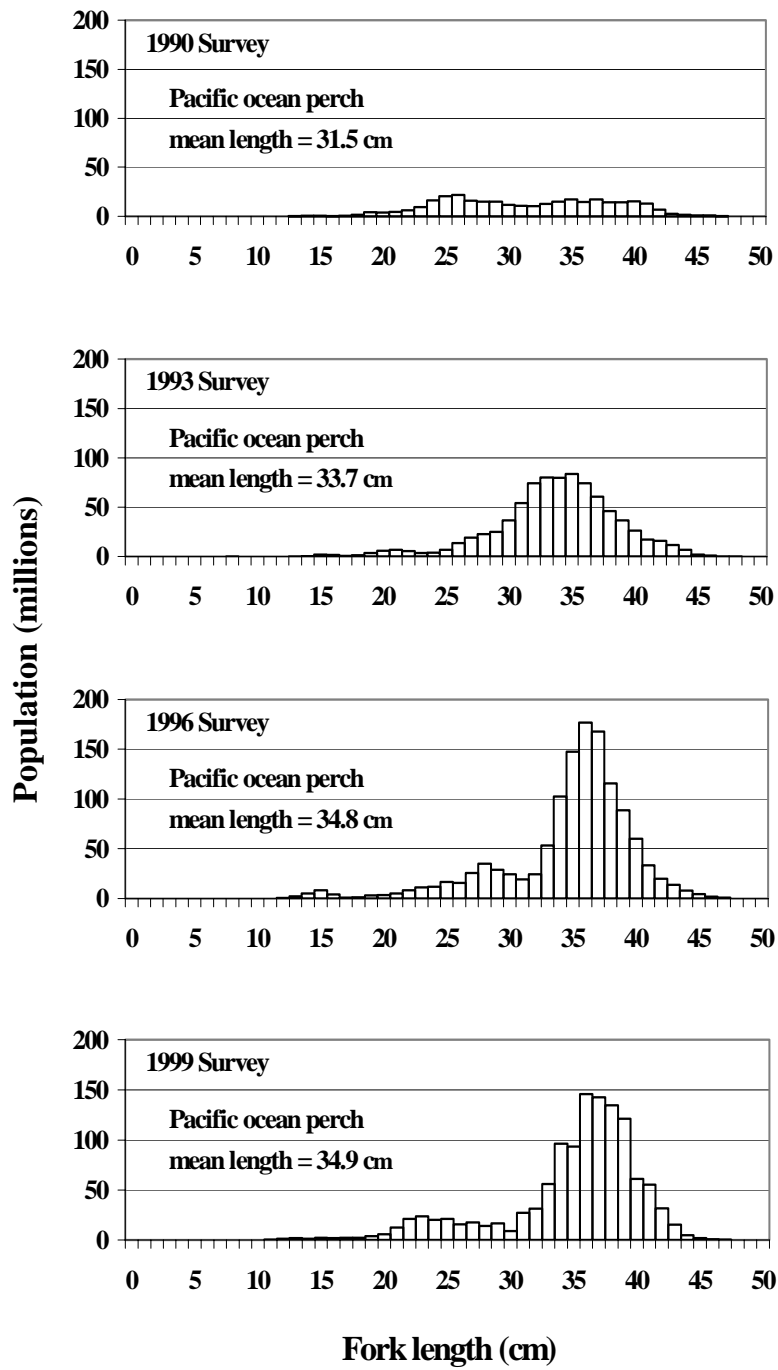 Population (millions)
200
150
100
50
0
1990 Survey
Pacific ocean perch
mean length = 31.5 cm
0 5 10 15 20 25 30 35 40 45 50
200
150
100
50
0
1993 Survey
Pacific ocean perch
mean length = 33.7 cm
0 5 10 15 20 25 30 35 40 45 50
200
150
100
50
0
1996 Survey
Pacific ocean perch
mean length = 34.8 cm
0 5 10 15 20 25 30 35 40 45 50
200
150
100
50
0
1999 Survey
Pacific ocean perch
mean length = 34.9 cm
0 5 10 15 20 25 30 35 40 45 50
Fork length (cm)